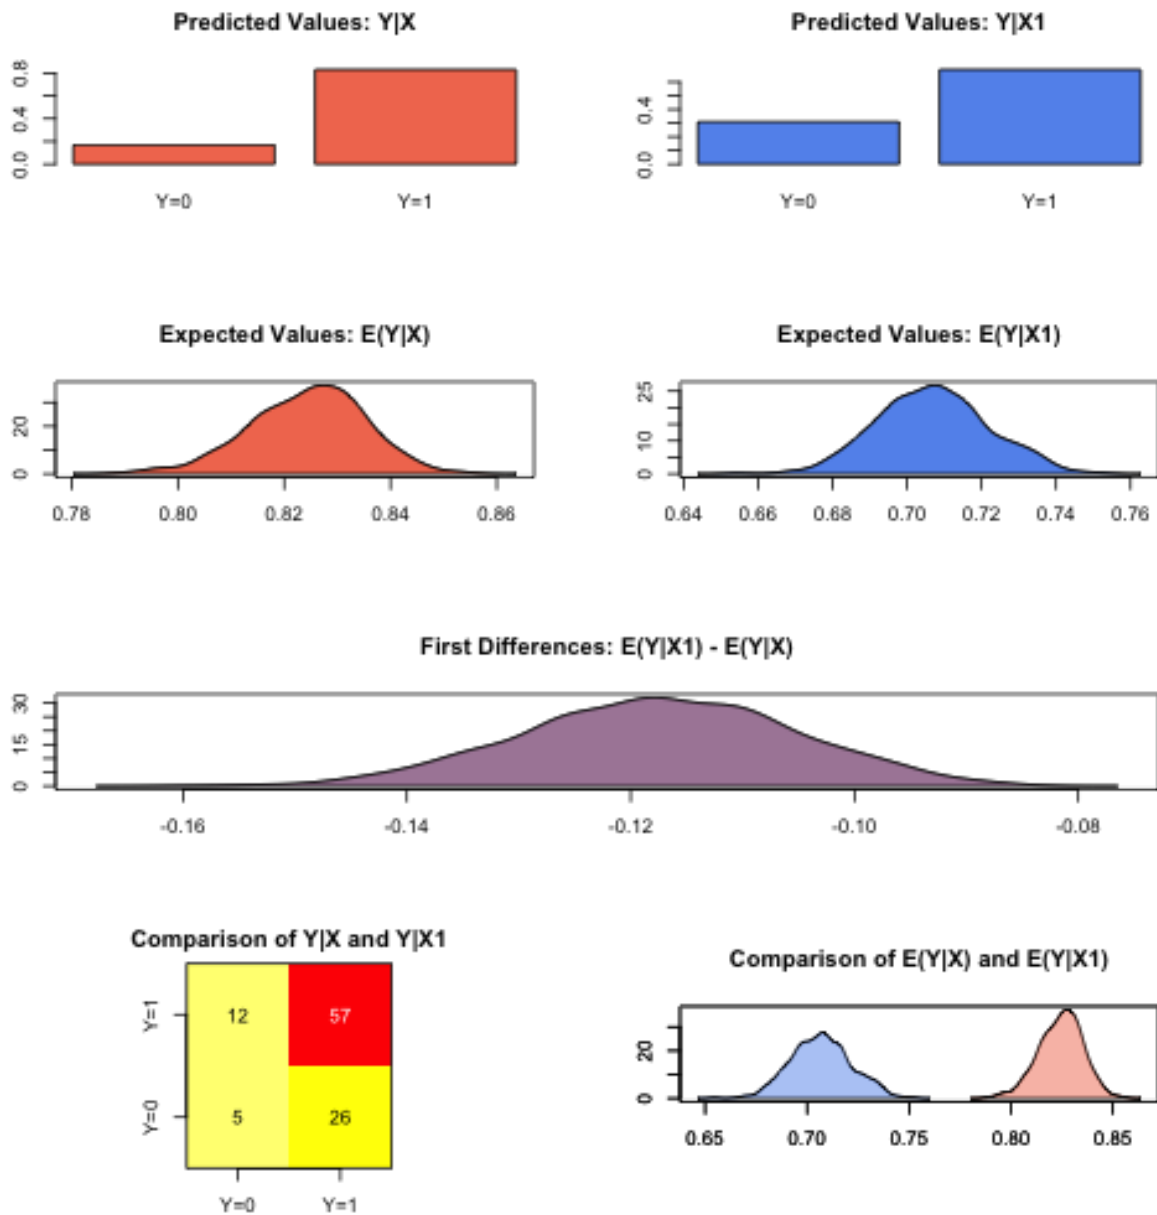 Predicted Values: Y|X
0.0 0.4 0.8
Y=0 Y=1
Predicted Values: Y|X1
0.0 0.4
Y=0 Y=1
Expected Values: E(Y|X)
0 20
0.78 0.80 0.82 0.84 0.86
Expected Values: E(Y|X1)
0 10 25
0.64 0.66 0.68 0.70 0.72 0.74 0.76
First Differences: E(Y|X1) - E(Y|X)
0 15 30
-0.16 -0.14 -0.12 -0.10 -0.08
Comparison of Y|X and Y|X1
Y=1 12 57
Y=0 5 26
Y=0 Y=1
Comparison of E(Y|X) and E(Y|X1)
0 20
0.65 0.70 0.75 0.80 0.85